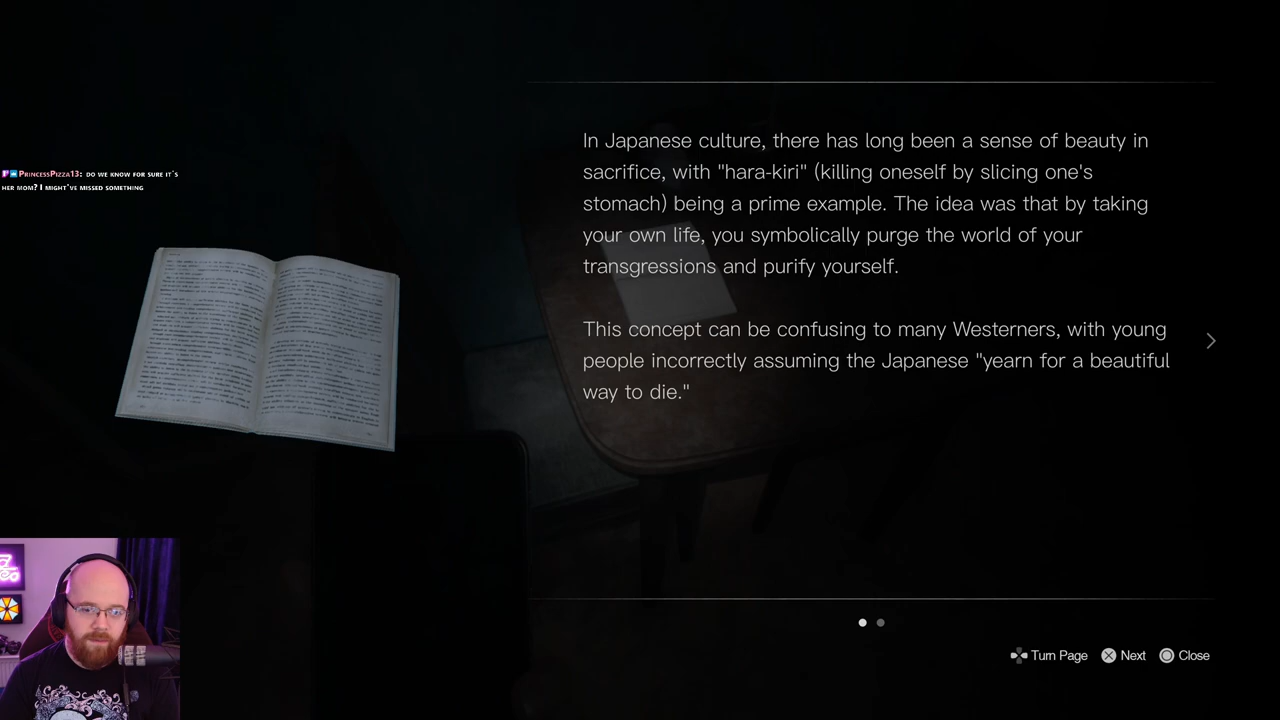 In Japanese culture, there has long been a sense of beauty in
sacrifice, with "hara-kiri" (killing oneself by slicing one's
stomach) being a prime example. The idea was that by taking
your own life, you symbolically purge the world of your
transgressions and purify yourself.
This concept can be confusing to many Westerners, with young
people incorrectly assuming the Japanese "yearn for a beautiful
way to die."
PrincessPizza13: do we know for sure it's
her mom? I might've missed something
Turn Page Next Close